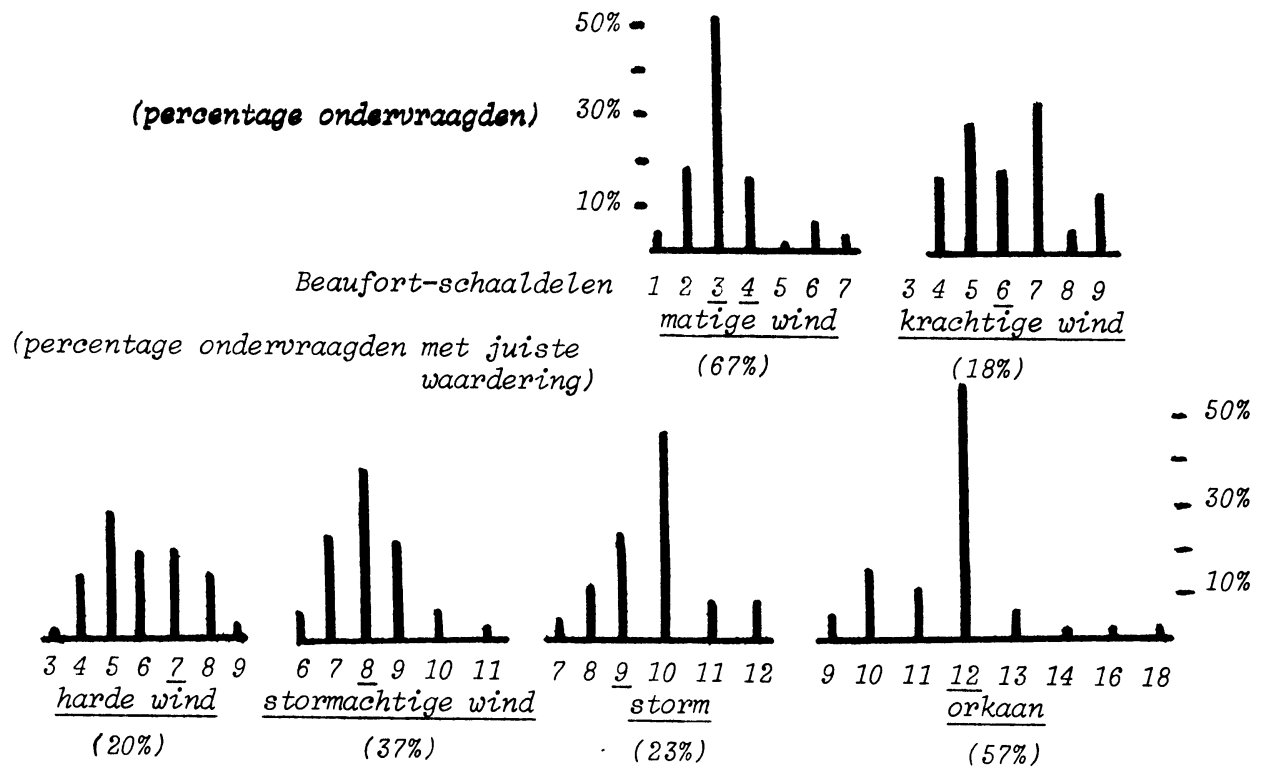 50%
(percentage ondervraagden) 30%
10%
Beaufort-schaaldelen 1 2 3 4 5 6 7 3 4 5 6 7 8 9
matige wind krachtige wind
(percentage ondervraagden met juiste
waardering) (67%) (18%)
50%
30%
10%
3 4 5 6 7 8 9 6 7 8 9 10 11 7 8 9 10 11 12 9 10 11 12 13 14 16 18
harde wind stormachtige wind storm orkaan
(20%) (37%) (23%) (57%)